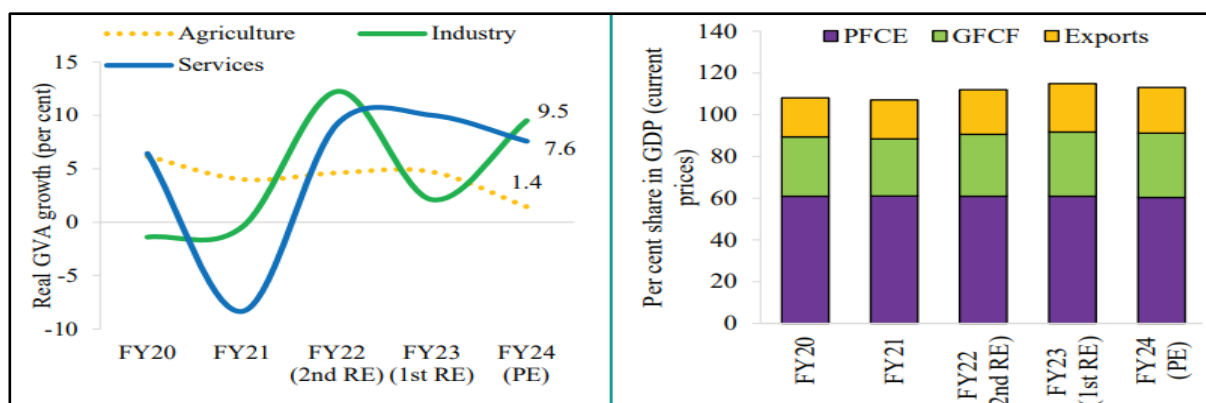 Agriculture
Industry
Services
Real GVA growth (per cent)
15
10
5
0
-5
-10
9.5
7.6
1.4
FY20
FY21
FY22
FY23
FY24
(2nd RE)
(1st RE)
(PE)
PFCE
GFCF
Exports
Per cent share in GDP (current
prices)
140
120
100
80
60
40
20
0
FY20
FY21
FY22
2nd RE)
FY23
(1st RE)
FY24
(PE)